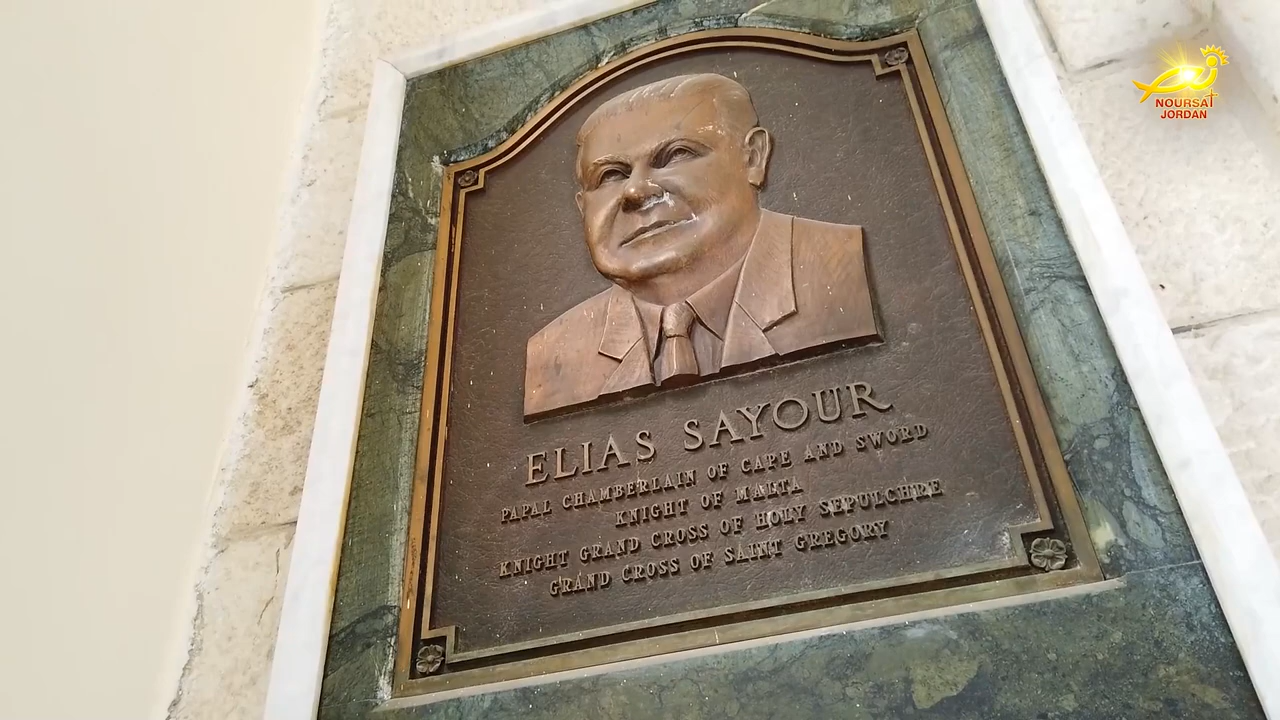 NOURSAT
JORDAN
ELIAS SAYOUR
PAPAL CHAMBERLAIN OF CAPE AND SWORD
KNIGHT OF MALTA
KNIGHT GRAND CROSS OF HOLY SEPULCHRE
GRAND CROSS OF SAINT GREGORY